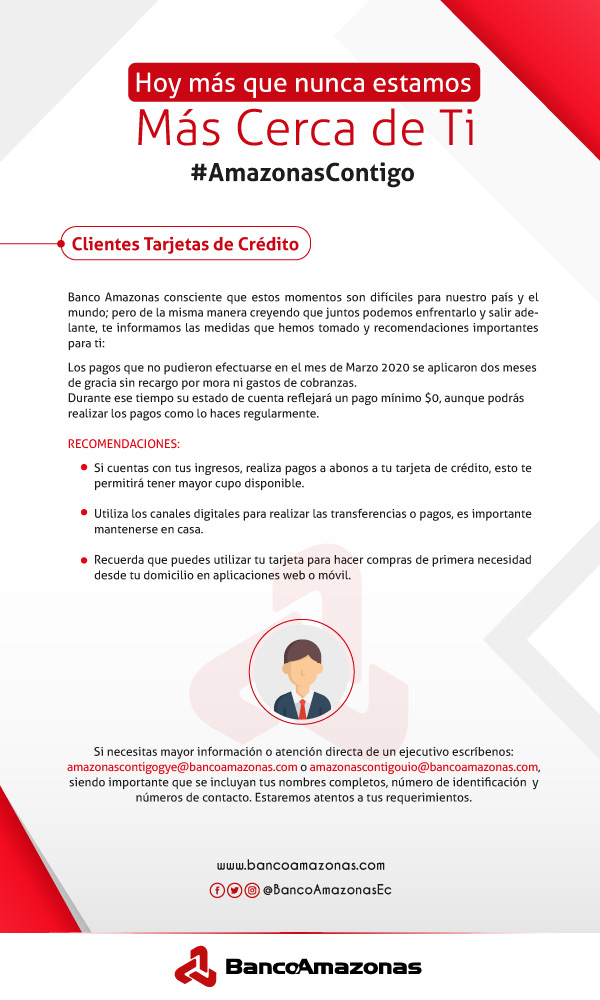 Hoy más que nunca estamos
Más Cerca de Ti
#AmazonasContigo
Clientes Tarjetas de Crédito
Banco Amazonas consciente que estos momentos son difíciles para nuestro país y el
mundo; pero de la misma manera creyendo que juntos podemos enfrentarlo y salir ade-
lante, te informamos las medidas que hemos tomado y recomendaciones importantes
para ti:
Los pagos que no pudieron efectuarse en el mes de Marzo 2020 se aplicaron dos meses
de gracia sin recargo por mora ni gastos de cobranzas.
Durante ese tiempo su estado de cuenta reflejará un pago mínimo $0, aunque podrás
realizar los pagos como lo haces regularmente.
RECOMENDACIONES:
Si cuentas con tus ingresos, realiza pagos a abonos a tu tarjeta de crédito, esto te
permitirá tener mayor cupo disponible.
Utiliza los canales digitales para realizar las transferencias o pagos, es importante
mantenerse en casa.
Recuerda que puedes utilizar tu tarjeta para hacer compras de primera necesidad
desde tu domicilio en aplicaciones web o móvil.
Si necesitas mayor información o atención directa de un ejecutivo escríbenos:
amazonascontigogye@bancoamazonas.com o amazonascontigouio@bancoamazonas.com,
siendo importante que se incluyan tus nombres completos, número de identificación y
números de contacto. Estaremos atentos a tus requerimientos.
www.bancoamazonas.com
@BancoAmazonasEc
BancoAmazonas